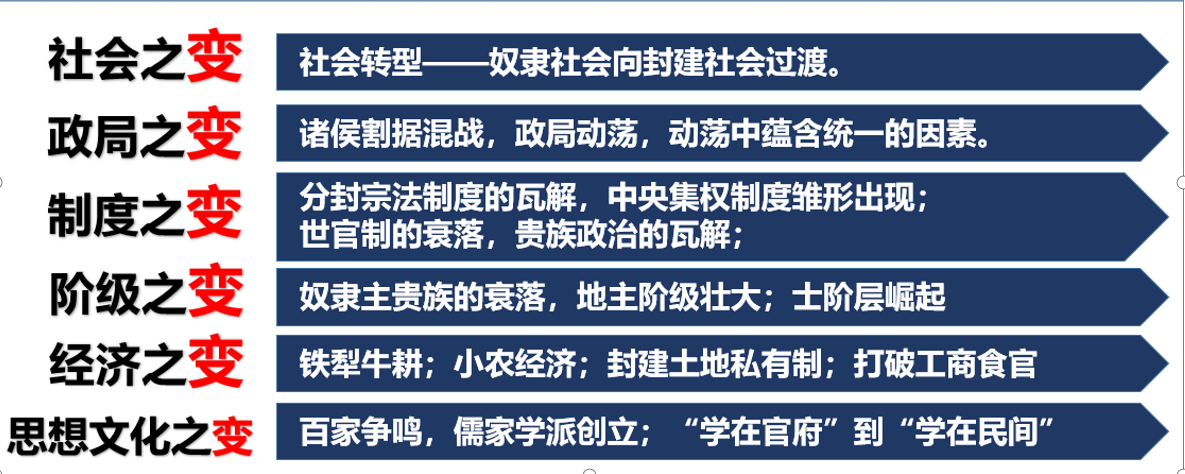 社会之变
社会转型——奴隶社会向封建社会过渡。
政局之变
诸侯割据混战，政局动荡，动荡中蕴含统一的因素。
制度之变
分封宗法制度的瓦解，中央集权制度雏形出现；
世官制的衰落，贵族政治的瓦解；
阶级之变
奴隶主贵族的衰落，地主阶级壮大；士阶层崛起
经济之变
铁犁牛耕；小农经济；封建土地私有制；打破工商食官
思想文化之变
百家争鸣，儒家学派创立；“学在官府”到“学在民间”